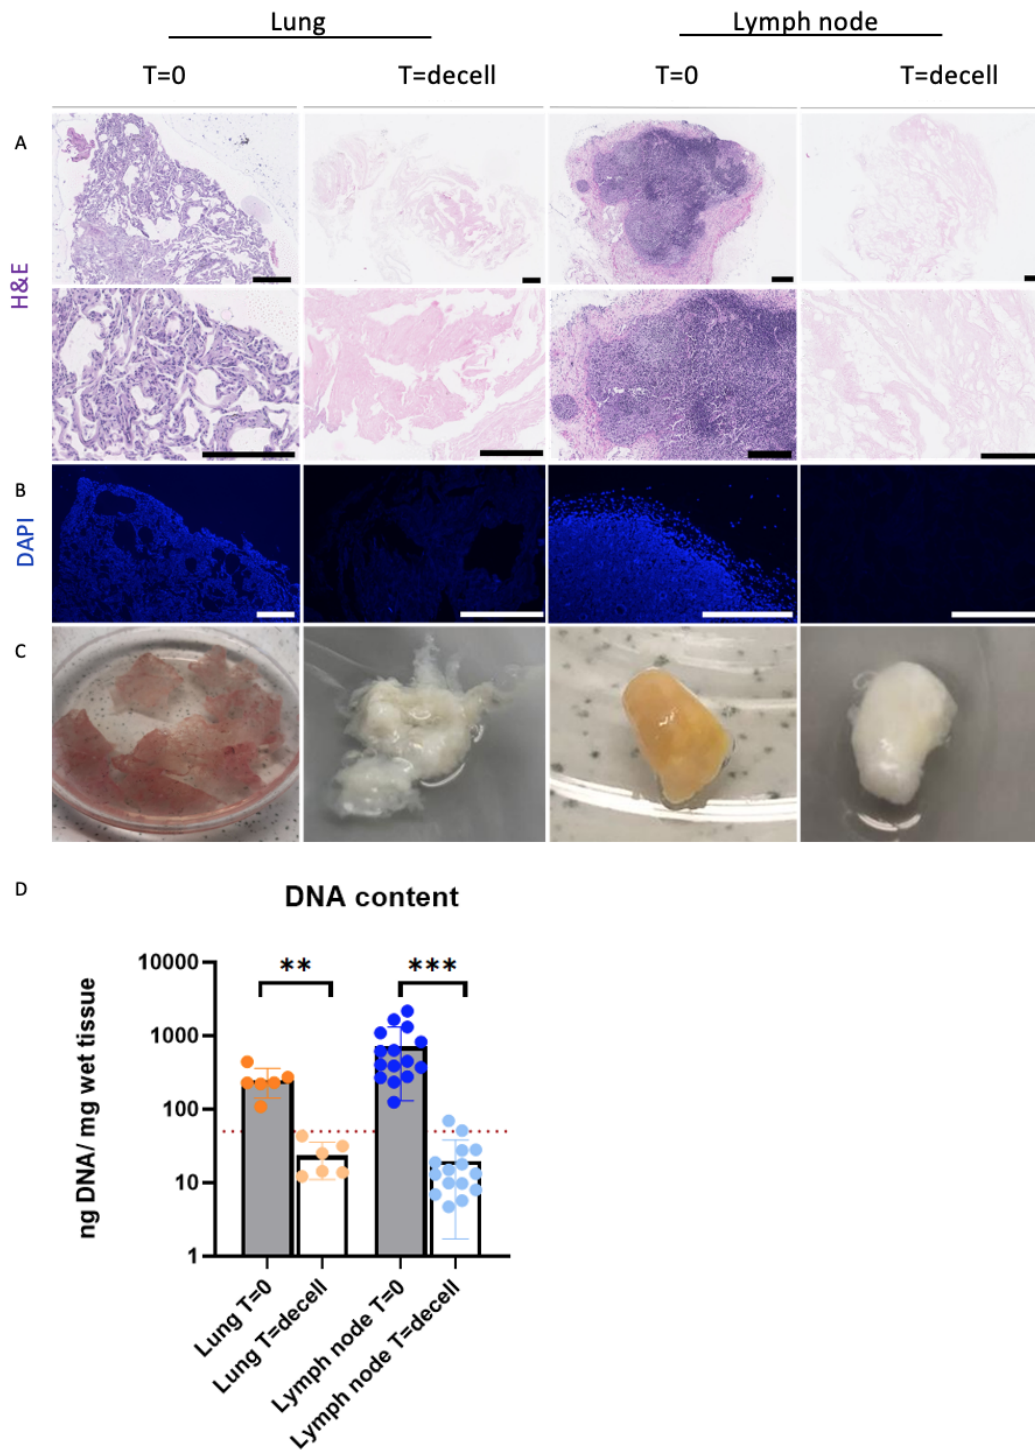 Lung
Lymph node
T=0
T=decell
T=0
T=decell
A
H&E
B
DAPI
C
D
DNA content
ng DNA/ mg wet tissue
10000
1000
100
10
1
**
***
Lung T=0
Lung T=decell
Lymph node T=0
Lymph node T=decell